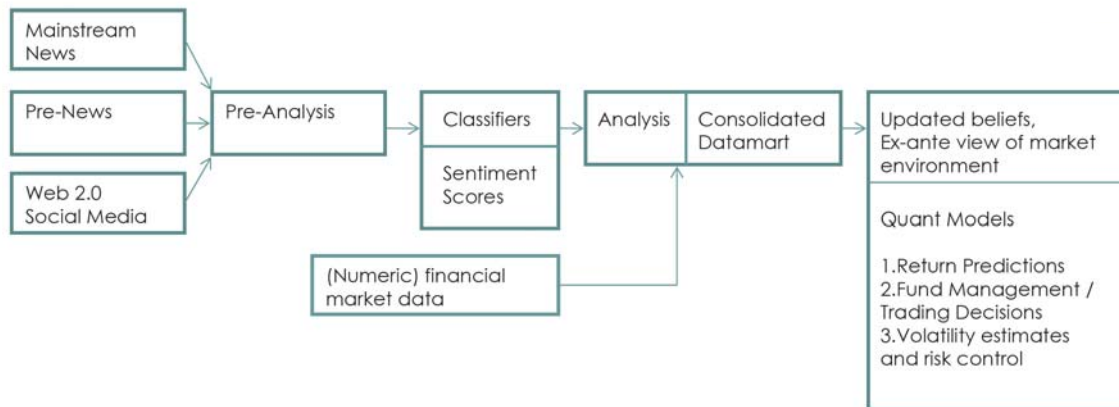 Mainstream
News
Pre-News
Web 2.0
Social Media
Pre-Analysis
Classifiers
Sentiment
Scores
(Numeric) financial
market data
Analysis
Consolidated
Datamart
Updated beliefs,
Ex-ante view of market
environment
Quant Models
1.Return Predictions
2.Fund Management /
Trading Decisions
3.Volatility estimates
and risk control